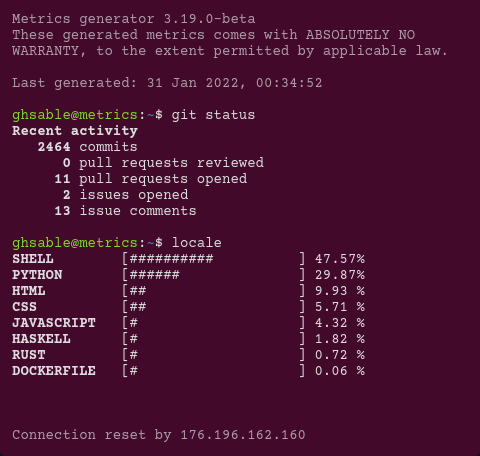 Metrics generator 3.19.0-beta
These generated metrics comes with ABSOLUTELY NO
WARRANTY, to the extent permitted by applicable law.
Last generated: 31 Jan 2022, 00:34:52
ghsable@metrics:~$ git status
Recent activity
2464 commits
0 pull requests reviewed
11 pull requests opened
2 issues opened
13 issue comments
ghsable@metrics:~$ locale
SHELL [########## ] 47.57%
PYTHON [###### ] 29.87%
HTML [## ] 9.93 %
CSS [## ] 5.71 %
JAVASCRIPT [# ] 4.32 %
HASKELL [# ] 1.82 %
RUST [# ] 0.72 %
DOCKERFILE [# ] 0.06 %
Connection reset by 176.196.162.160